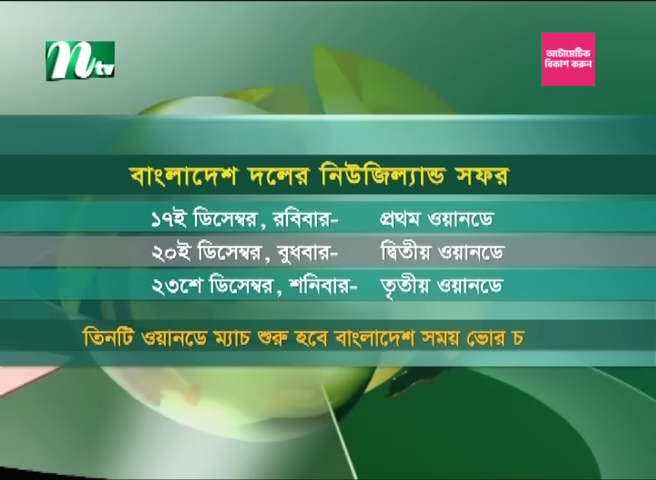 ntv
অটোমেটিক
বিকাশ করুন
বাংলাদেশ দলের নিউজিল্যান্ড সফর
১৭ই ডিসেম্বর, রবিবার- প্রথম ওয়ানডে
২০ই ডিসেম্বর, বুধবার- দ্বিতীয় ওয়ানডে
২৩শে ডিসেম্বর, শনিবার- তৃতীয় ওয়ানডে
তিনটি ওয়ানডে ম্যাচ শুরু হবে বাংলাদেশ সময় ভোর চ